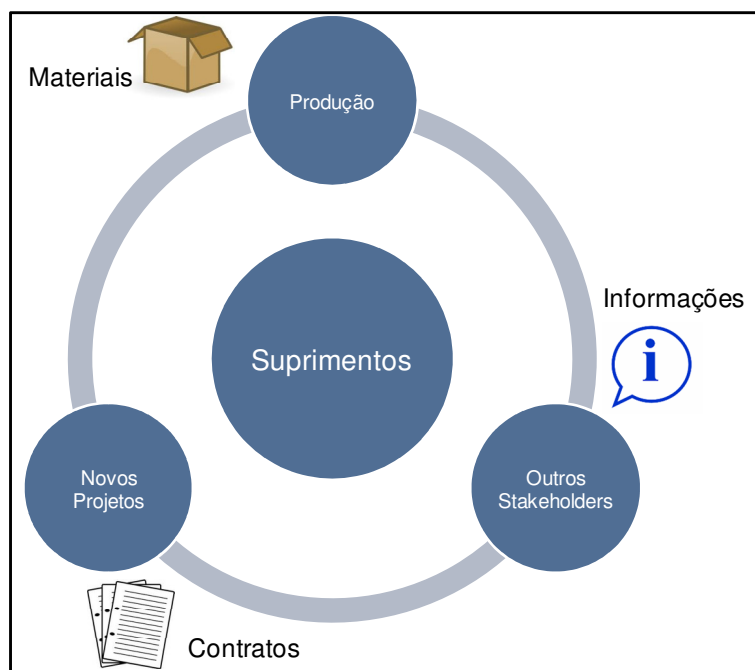 Materiais
Produção
Informações
i
Suprimentos
Novos
Projetos
Outros
Stakeholders
Contratos